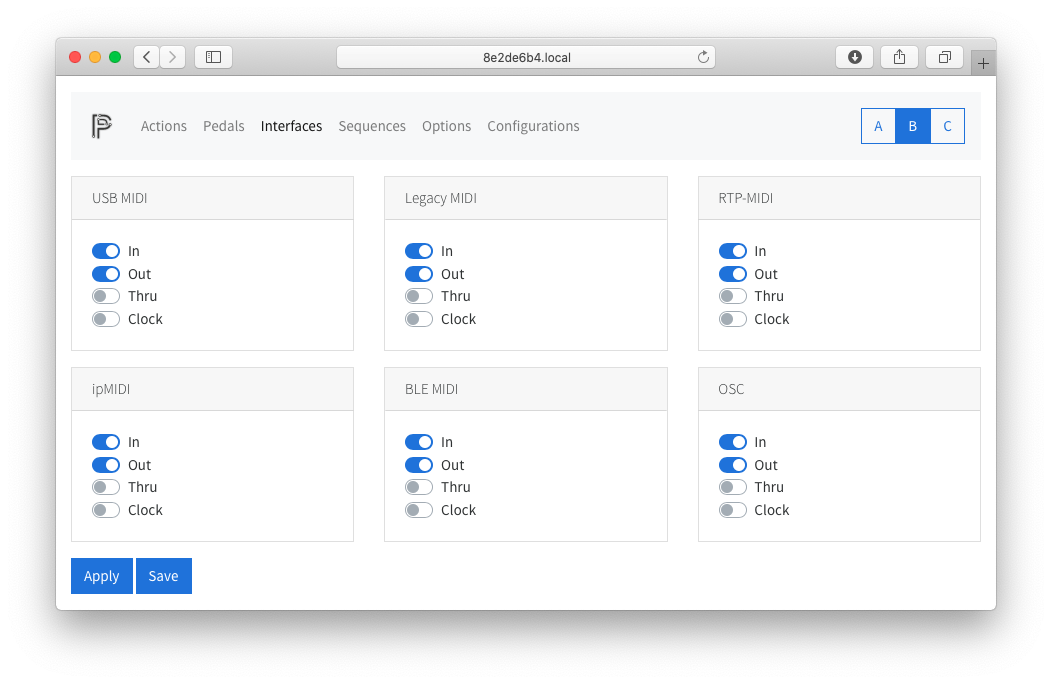 8e2de6b4.local
Actions Pedals Interfaces Sequences Options Configurations A B C
USB MIDI Legacy MIDI RTP-MIDI
In In In
Out Out Out
Thru Thru Thru
Clock Clock Clock
ipMIDI BLE MIDI OSC
In In In
Out Out Out
Thru Thru Thru
Clock Clock Clock
Apply Save